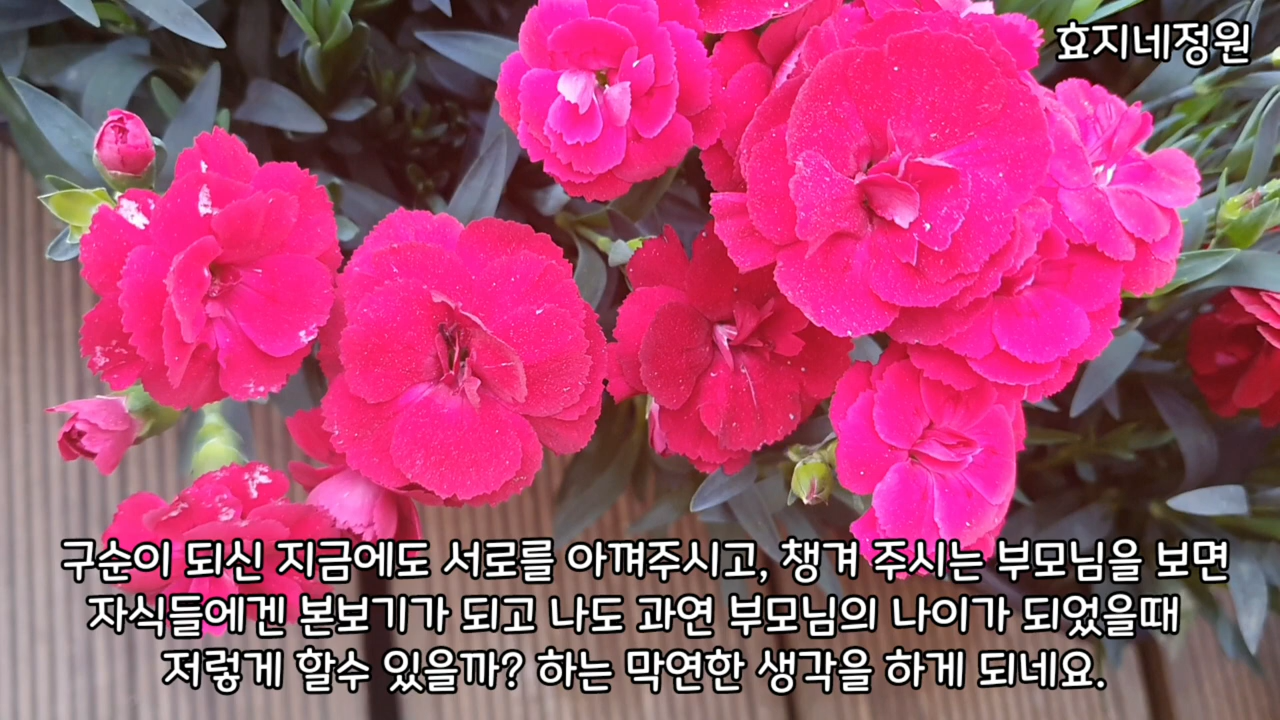 효지네정원
구순이 되신 지금에도 서로를 아껴주시고, 챙겨 주시는 부모님을 보면
자식들에겐 본보기가 되고 나도 과연 부모님의 나이가 되었을때
저렇게 할수 있을까? 하는 막연한 생각을 하게 되네요.